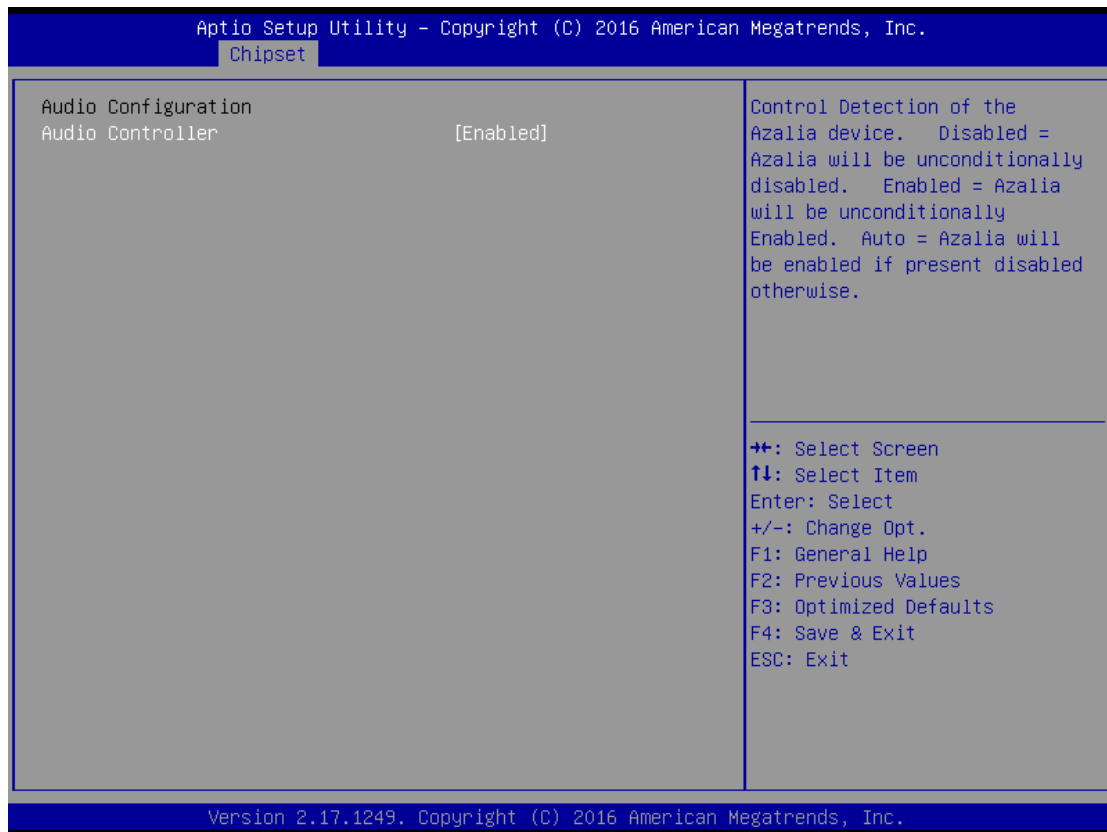 Aptio Setup Utility – Copyright (C) 2016 American Megatrends, Inc.
Chipset
Audio Configuration
Audio Controller [Enabled]
Control Detection of the
Azalia device. Disabled =
Azalia will be unconditionally
disabled. Enabled = Azalia
will be unconditionally
Enabled. Auto = Azalia will
be enabled if present disabled
otherwise.
→←: Select Screen
↑↓: Select Item
Enter: Select
+/-: Change Opt.
F1: General Help
F2: Previous Values
F3: Optimized Defaults
F4: Save & Exit
ESC: Exit
Version 2.17.1249. Copyright (C) 2016 American Megatrends, Inc.